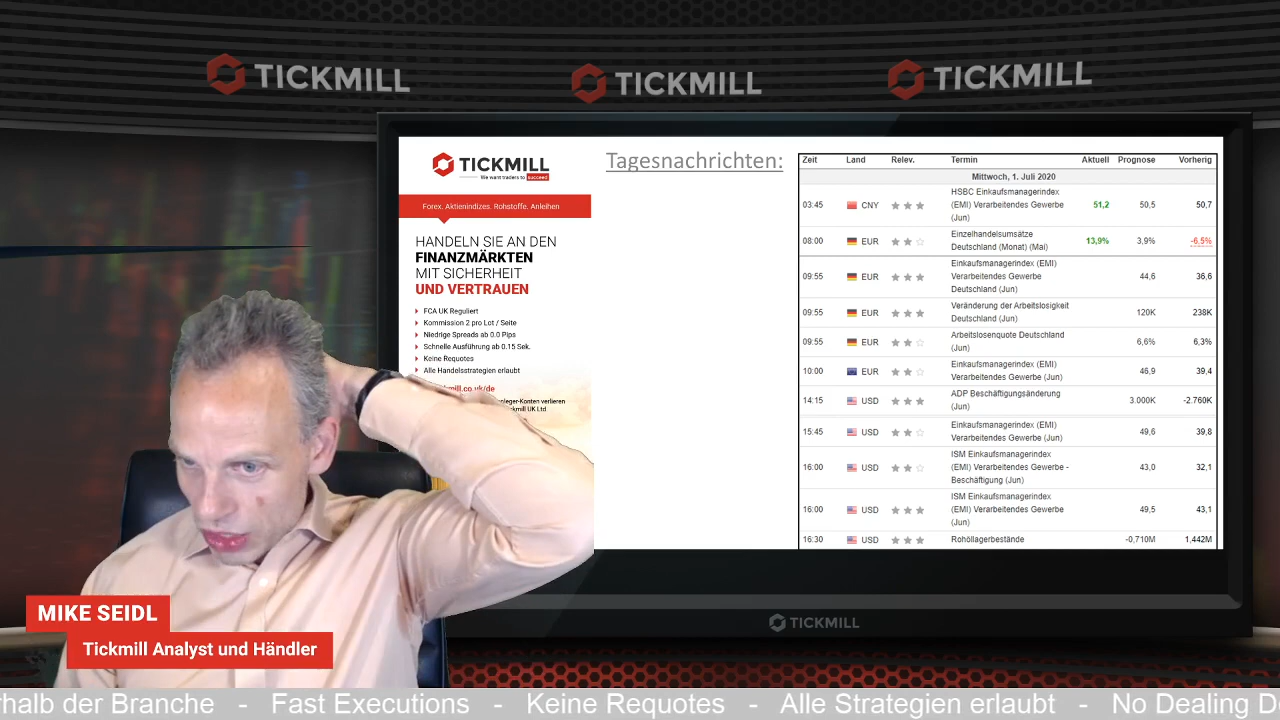 TICKMILL
TICKMILL
TICKMILL
TICKMILL
We want traders to succeed
Forex. Aktienindizes. Rohstoffe. Anleihen
HANDELN SIE AN DEN
FINANZMÄRKTEN
MIT SICHERHEIT
UND VERTRAUEN
FCA UK Reguliert
Kommission 2 pro Lot / Seite
Niedrige Spreads ab 0.0 Pips
Schnelle Ausführung ab 0.15 Sek.
Keine Requotes
Alle Handelsstrategien erlaubt
mill.co.uk/de
nleger-Konten verlieren
ckmill UK Ltd
Tagesnachrichten:
Zeit Land Relev. Termin Aktuell Prognose Vorherig
Mittwoch, 1. Juli 2020
HSBC Einkaufsmanagerindex
03:45 CNY (EMI) Verarbeitendes Gewerbe 51,2 50,5 50,7
(Jun)
Einzelhandelsumsätze
08:00 EUR Deutschland (Monat) (Mai) 13,9% 3,9% -6.5%
Einkaufsmanagerindex (EMI)
09:55 EUR Verarbeitendes Gewerbe 44,6 36,6
Deutschland (Jun)
Veränderung der Arbeitslosigkeit
09:55 EUR Deutschland (Jun) 120K 238K
Arbeitslosenquote Deutschland
09:55 EUR (Jun) 6,6% 6,3%
Einkaufsmanagerindex (EMI)
10:00 EUR Verarbeitendes Gewerbe (Jun) 46,9 39,4
ADP Beschäftigungsänderung
14:15 USD (Jun) 3.000K -2.760K
Einkaufsmanagerindex (EMI)
15:45 USD Verarbeitendes Gewerbe (Jun) 49,6 39,8
ISM Einkaufsmanagerindex
16:00 USD (EMI) Verarbeitendes Gewerbe - 43,0 32,1
Beschäftigung (Jun)
ISM Einkaufsmanagerindex
16:00 USD (EMI) Verarbeitendes Gewerbe 49,5 43,1
(Jun)
16:30 USD Rohöllagerbestände -0,710M 1,442M
TICKMILL
MIKE SEIDL
Tickmill Analyst und Händler
rhalb der Branche - Fast Executions - Keine Requotes - Alle Strategien erlaubt - No Dealing D